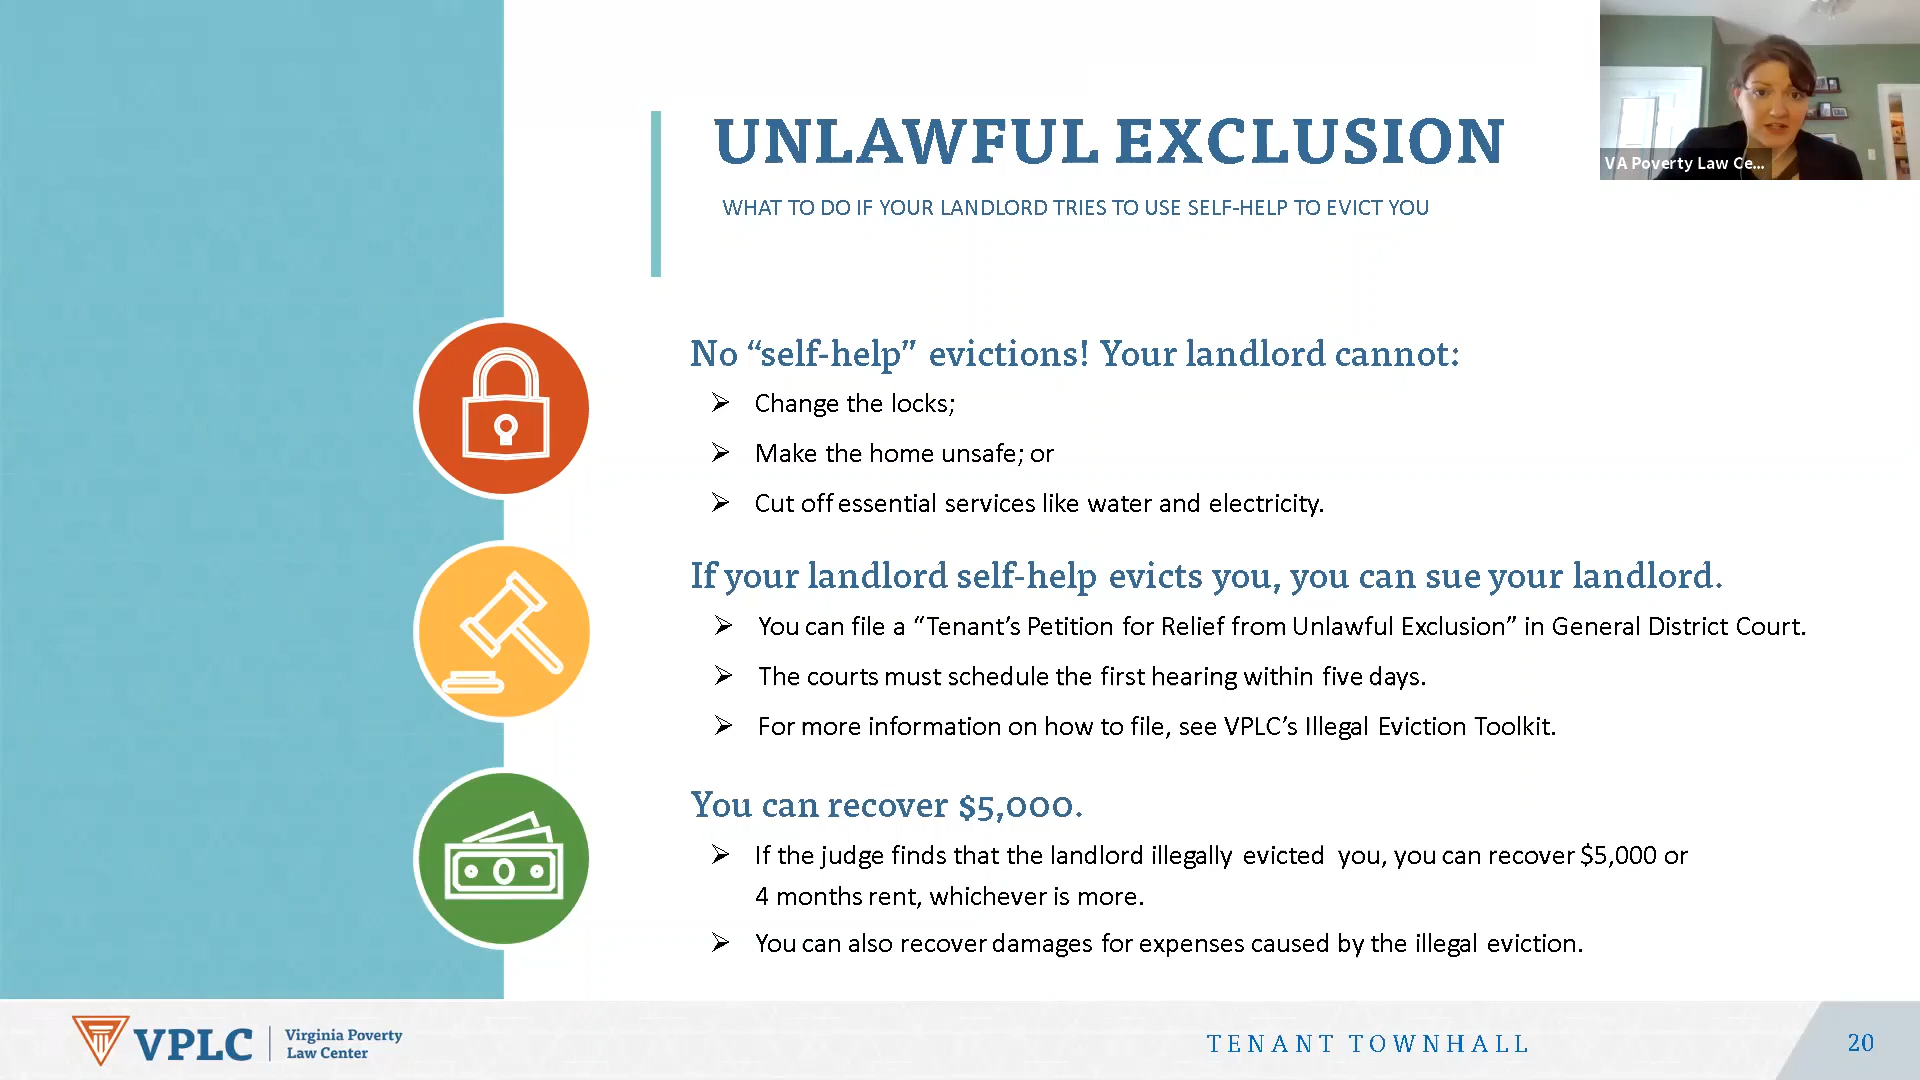 UNLAWFUL EXCLUSION
WHAT TO DO IF YOUR LANDLORD TRIES TO USE SELF-HELP TO EVICT YOU
VA Poverty Law Ce...
No “self-help” evictions! Your landlord cannot:
Change the locks;
Make the home unsafe; or
Cut off essential services like water and electricity.
If your landlord self-help evicts you, you can sue your landlord.
You can file a “Tenant’s Petition for Relief from Unlawful Exclusion” in General District Court.
The courts must schedule the first hearing within five days.
For more information on how to file, see VPLC’s Illegal Eviction Toolkit.
You can recover $5,000.
If the judge finds that the landlord illegally evicted you, you can recover $5,000 or
4 months rent, whichever is more.
You can also recover damages for expenses caused by the illegal eviction.
VPLC
Virginia Poverty
Law Center
TENANT TOWNHALL
20